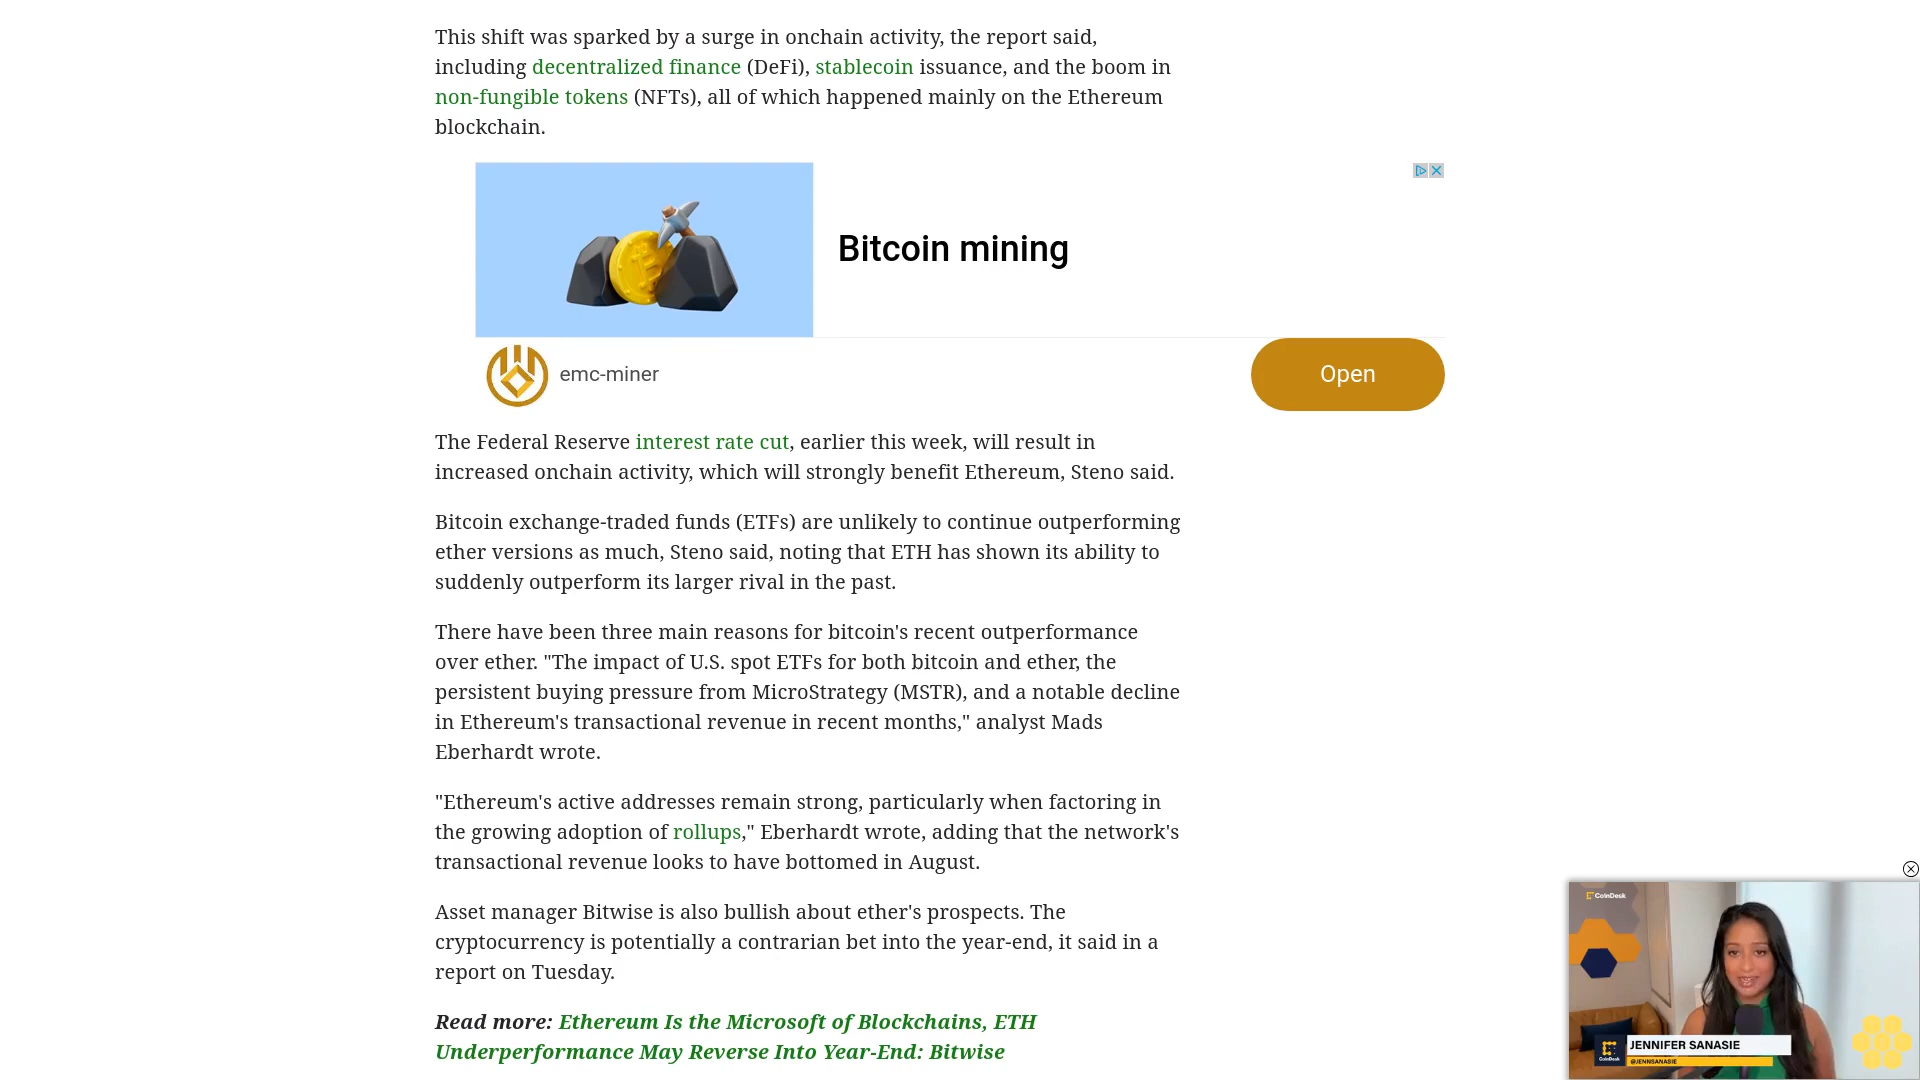 This shift was sparked by a surge in onchain activity, the report said,
including decentralized finance (DeFi), stablecoin issuance, and the boom in
non-fungible tokens (NFTs), all of which happened mainly on the Ethereum
blockchain.
Bitcoin mining
emc-miner
Open
The Federal Reserve interest rate cut, earlier this week, will result in
increased onchain activity, which will strongly benefit Ethereum, Steno said.
Bitcoin exchange-traded funds (ETFs) are unlikely to continue outperforming
ether versions as much, Steno said, noting that ETH has shown its ability to
suddenly outperform its larger rival in the past.
There have been three main reasons for bitcoin's recent outperformance
over ether. "The impact of U.S. spot ETFs for both bitcoin and ether, the
persistent buying pressure from MicroStrategy (MSTR), and a notable decline
in Ethereum's transactional revenue in recent months," analyst Mads
Eberhardt wrote.
"Ethereum's active addresses remain strong, particularly when factoring in
the growing adoption of rollups," Eberhardt wrote, adding that the network's
transactional revenue looks to have bottomed in August.
Asset manager Bitwise is also bullish about ether's prospects. The
cryptocurrency is potentially a contrarian bet into the year-end, it said in a
report on Tuesday.
Read more: Ethereum Is the Microsoft of Blockchains, ETH
Underperformance May Reverse Into Year-End: Bitwise
CoinDesk
JENNIFER SANASIE
CoinDesk
@JENNSANASIE